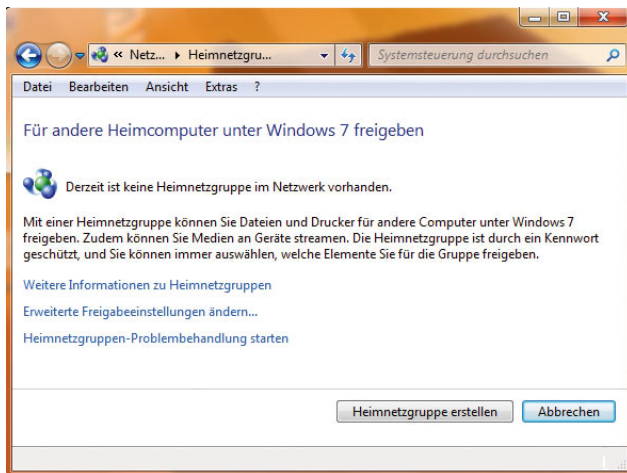 « Netz... ▸ Heimnetzgru... Systemsteuerung durchsuchen
Datei Bearbeiten Ansicht Extras ?
Für andere Heimcomputer unter Windows 7 freigeben
Derzeit ist keine Heimnetzgruppe im Netzwerk vorhanden.
Mit einer Heimnetzgruppe können Sie Dateien und Drucker für andere Computer unter Windows 7
freigeben. Zudem können Sie Medien an Geräte streamen. Die Heimnetzgruppe ist durch ein Kennwort
geschützt, und Sie können immer auswählen, welche Elemente Sie für die Gruppe freigeben.
Weitere Informationen zu Heimnetzgruppen
Erweiterte Freigabeeinstellungen ändern...
Heimnetzgruppen-Problembehandlung starten
Heimnetzgruppe erstellen Abbrechen